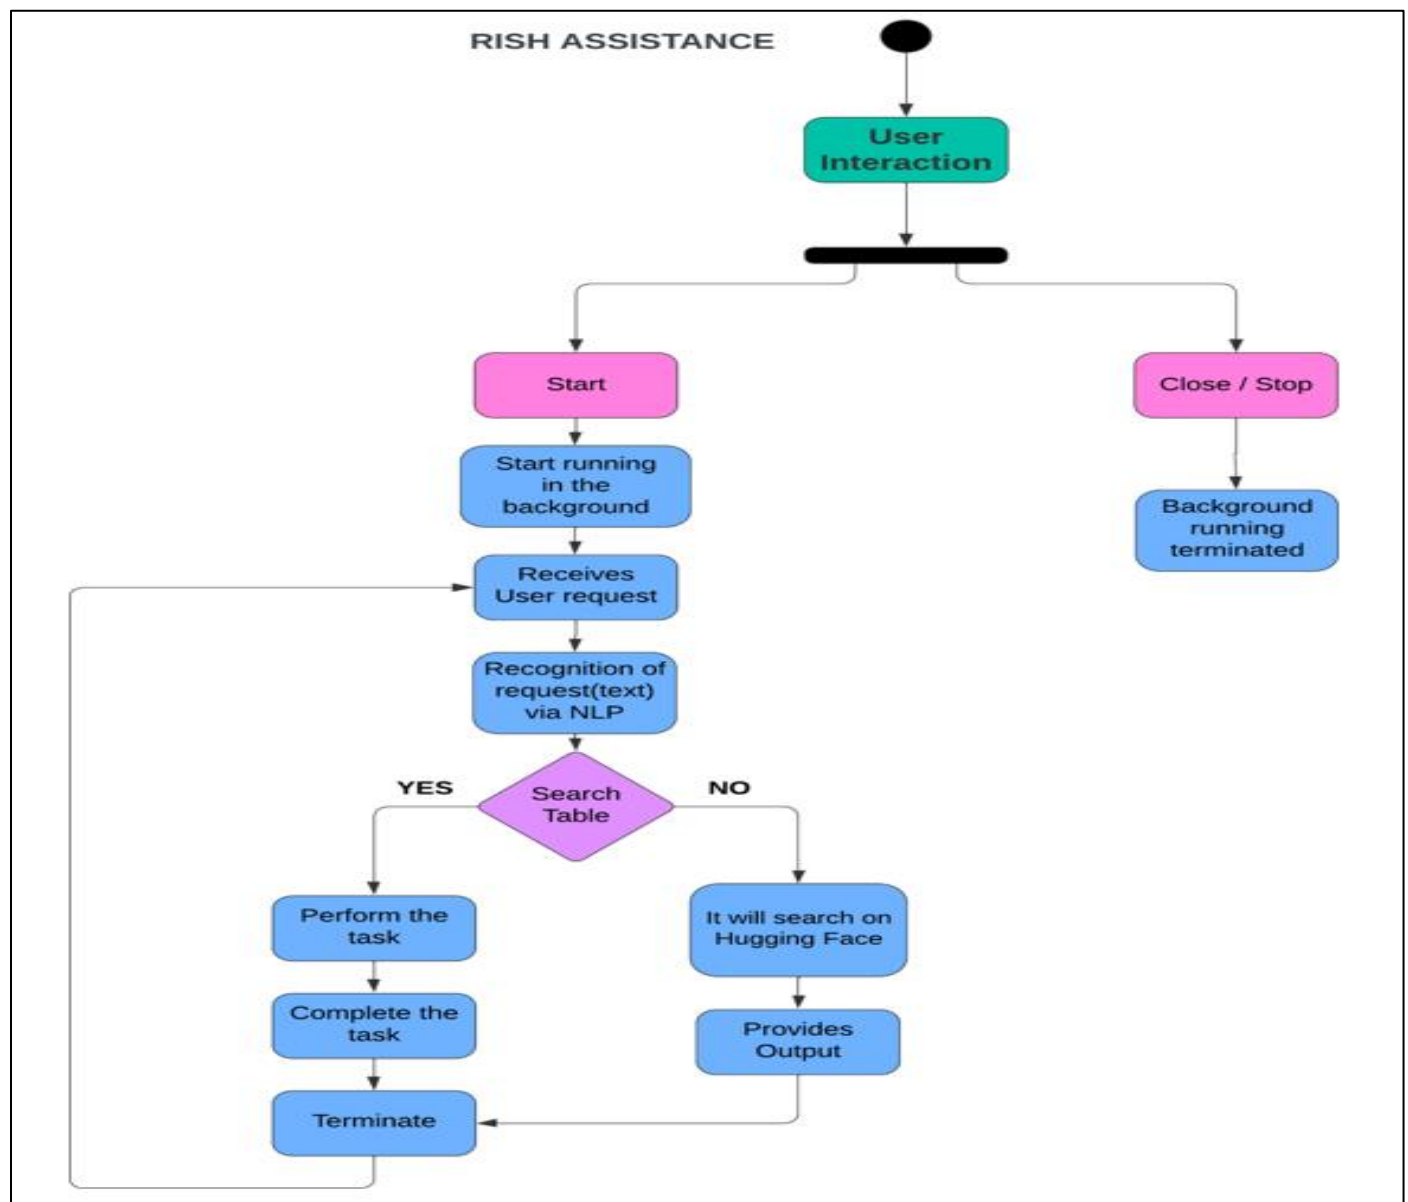 RISH ASSISTANCE
User
Interaction
Start
Close / Stop
Start running
in the
background
Background
running
terminated
Receives
User request
Recognition of
request(text)
via NLP
Search
Table
YES
NO
Perform the
task
It will search on
Hugging Face
Complete the
task
Provides
Output
Terminate